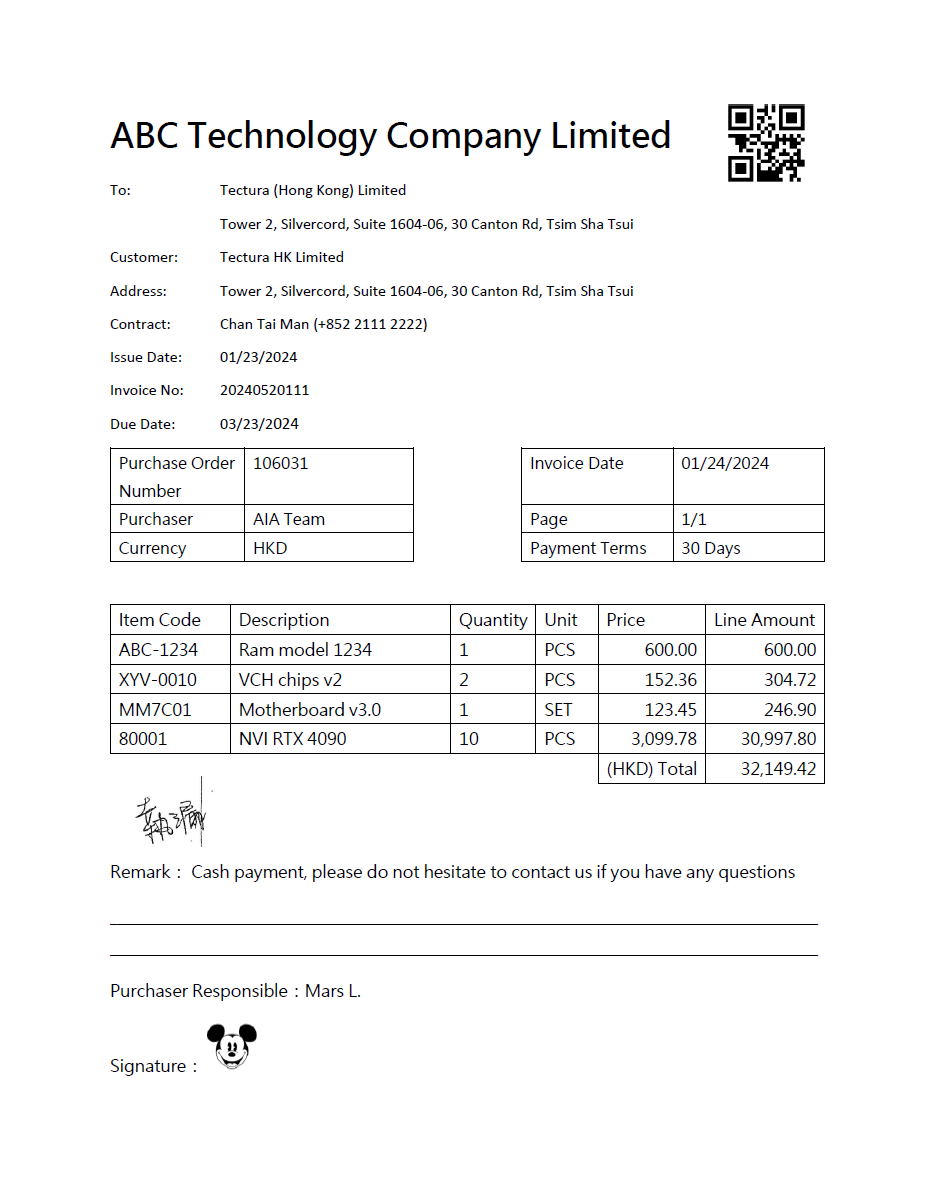 ABC Technology Company Limited
To: Tectura (Hong Kong) Limited
Tower 2, Silvercord, Suite 1604-06, 30 Canton Rd, Tsim Sha Tsui
Customer: Tectura HK Limited
Address: Tower 2, Silvercord, Suite 1604-06, 30 Canton Rd, Tsim Sha Tsui
Contract: Chan Tai Man (+852 2111 2222)
Issue Date: 01/23/2024
Invoice No: 20240520111
Due Date: 03/23/2024
Purchase Order Number 106031
Purchaser AIA Team
Currency HKD
Invoice Date 01/24/2024
Page 1/1
Payment Terms 30 Days
Item Code Description Quantity Unit Price Line Amount
ABC-1234 Ram model 1234 1 PCS 600.00 600.00
XYV-0010 VCH chips v2 2 PCS 152.36 304.72
MM7C01 Motherboard v3.0 1 SET 123.45 246.90
80001 NVI RTX 4090 10 PCS 3,099.78 30,997.80
(HKD) Total 32,149.42
Remark： Cash payment, please do not hesitate to contact us if you have any questions
Purchaser Responsible：Mars L.
Signature：